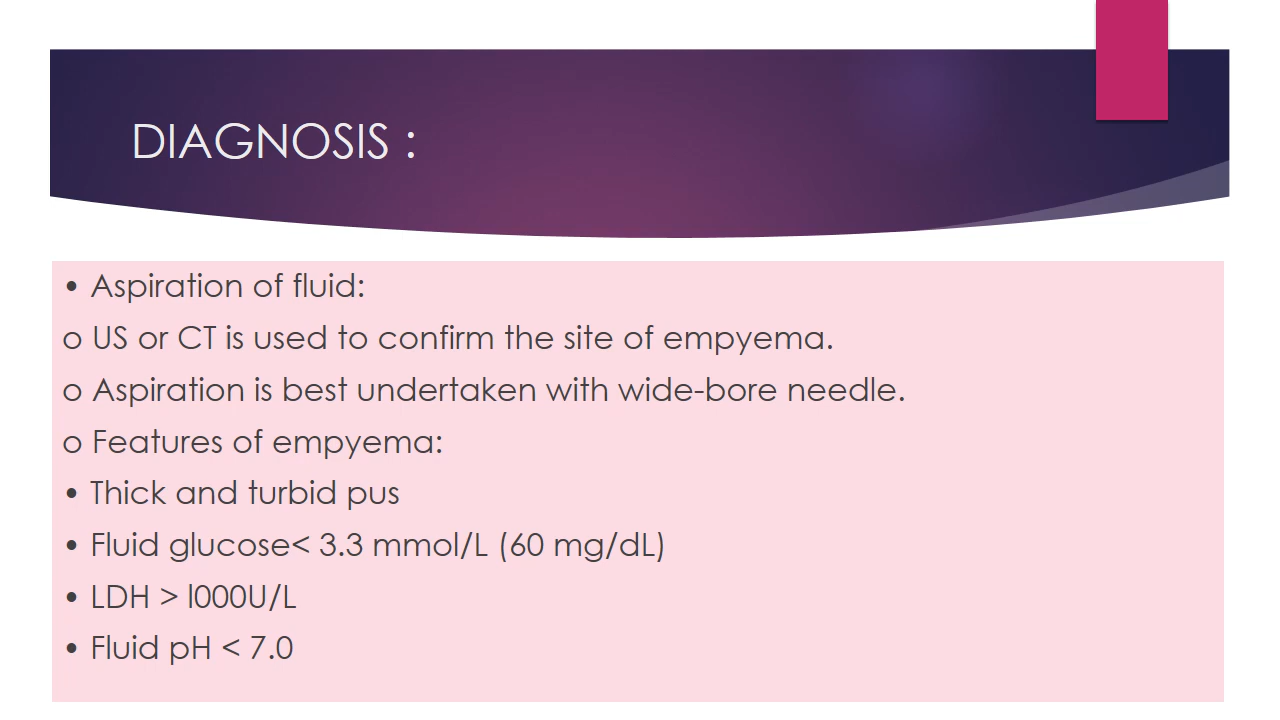 DIAGNOSIS :
• Aspiration of fluid:
o US or CT is used to confirm the site of empyema.
o Aspiration is best undertaken with wide-bore needle.
o Features of empyema:
• Thick and turbid pus
• Fluid glucose< 3.3 mmol/L (60 mg/dL)
• LDH > l000U/L
• Fluid pH < 7.0